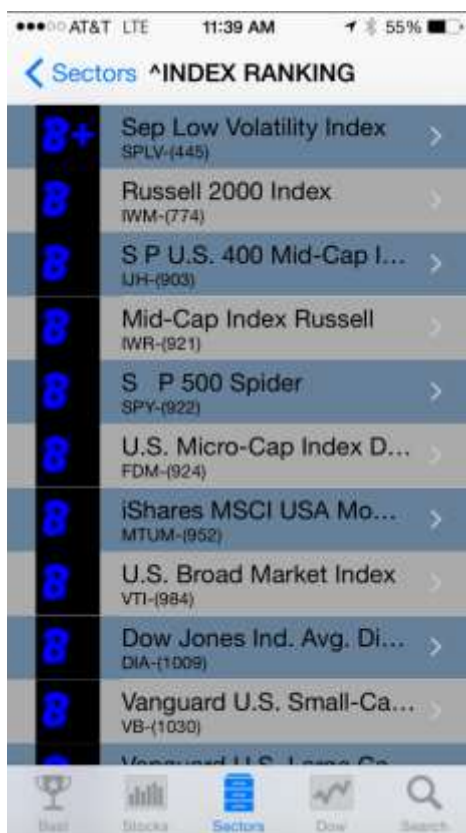 AT&T LTE 11:39 AM 55%
Sectors ^INDEX RANKING
8+ Sep Low Volatility Index
SPLV-(445)
8 Russell 2000 Index
IWM-(774)
8 S P U.S. 400 Mid-Cap I...
IJH-(903)
8 Mid-Cap Index Russell
IWR-(921)
8 S P 500 Spider
SPY-(922)
8 U.S. Micro-Cap Index D...
FDM-(924)
8 iShares MSCI USA Mo...
MTUM-(952)
8 U.S. Broad Market Index
VTI-(984)
8 Dow Jones Ind. Avg. Di...
DIA-(1009)
8 Vanguard U.S. Small-Ca...
VB-(1030)
Vanguard U.S. Large Ca
Best Stocks Sectors Dow Search